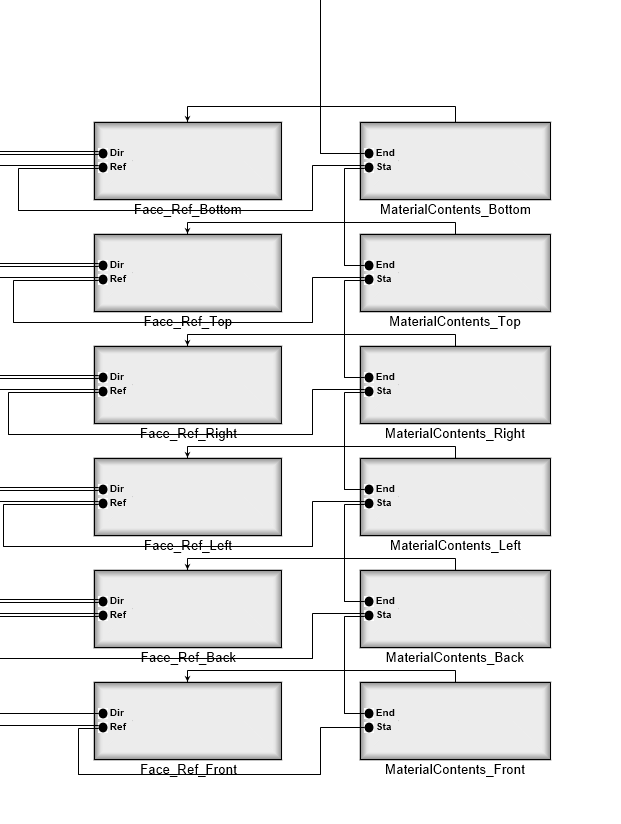 Dir
Ref
Face_Ref_Bottom
End
Sta
MaterialContents_Bottom
Dir
Ref
Face_Ref_Top
End
Sta
MaterialContents_Top
Dir
Ref
Face_Ref_Right
End
Sta
MaterialContents_Right
Dir
Ref
Face_Ref_Left
End
Sta
MaterialContents_Left
Dir
Ref
Face_Ref_Back
End
Sta
MaterialContents_Back
Dir
Ref
Face_Ref_Front
End
Sta
MaterialContents_Front